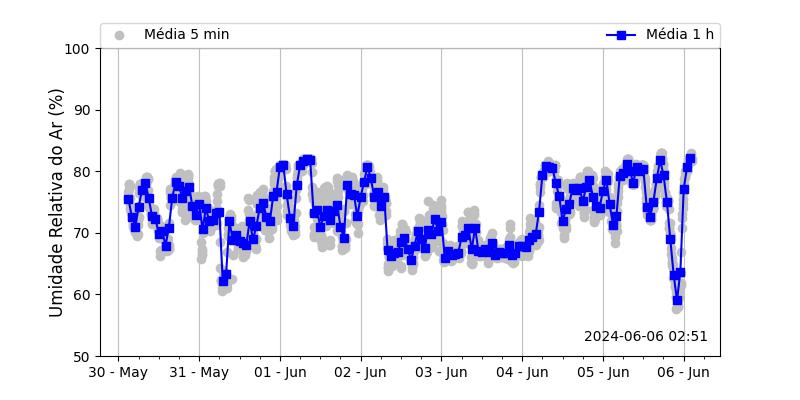 Média 5 min
Média 1 h
Umidade Relativa do Ar (%)
100
90
80
70
60
50
2024-06-06 02:51
30 - May
31 - May
01 - Jun
02 - Jun
03 - Jun
04 - Jun
05 - Jun
06 - Jun